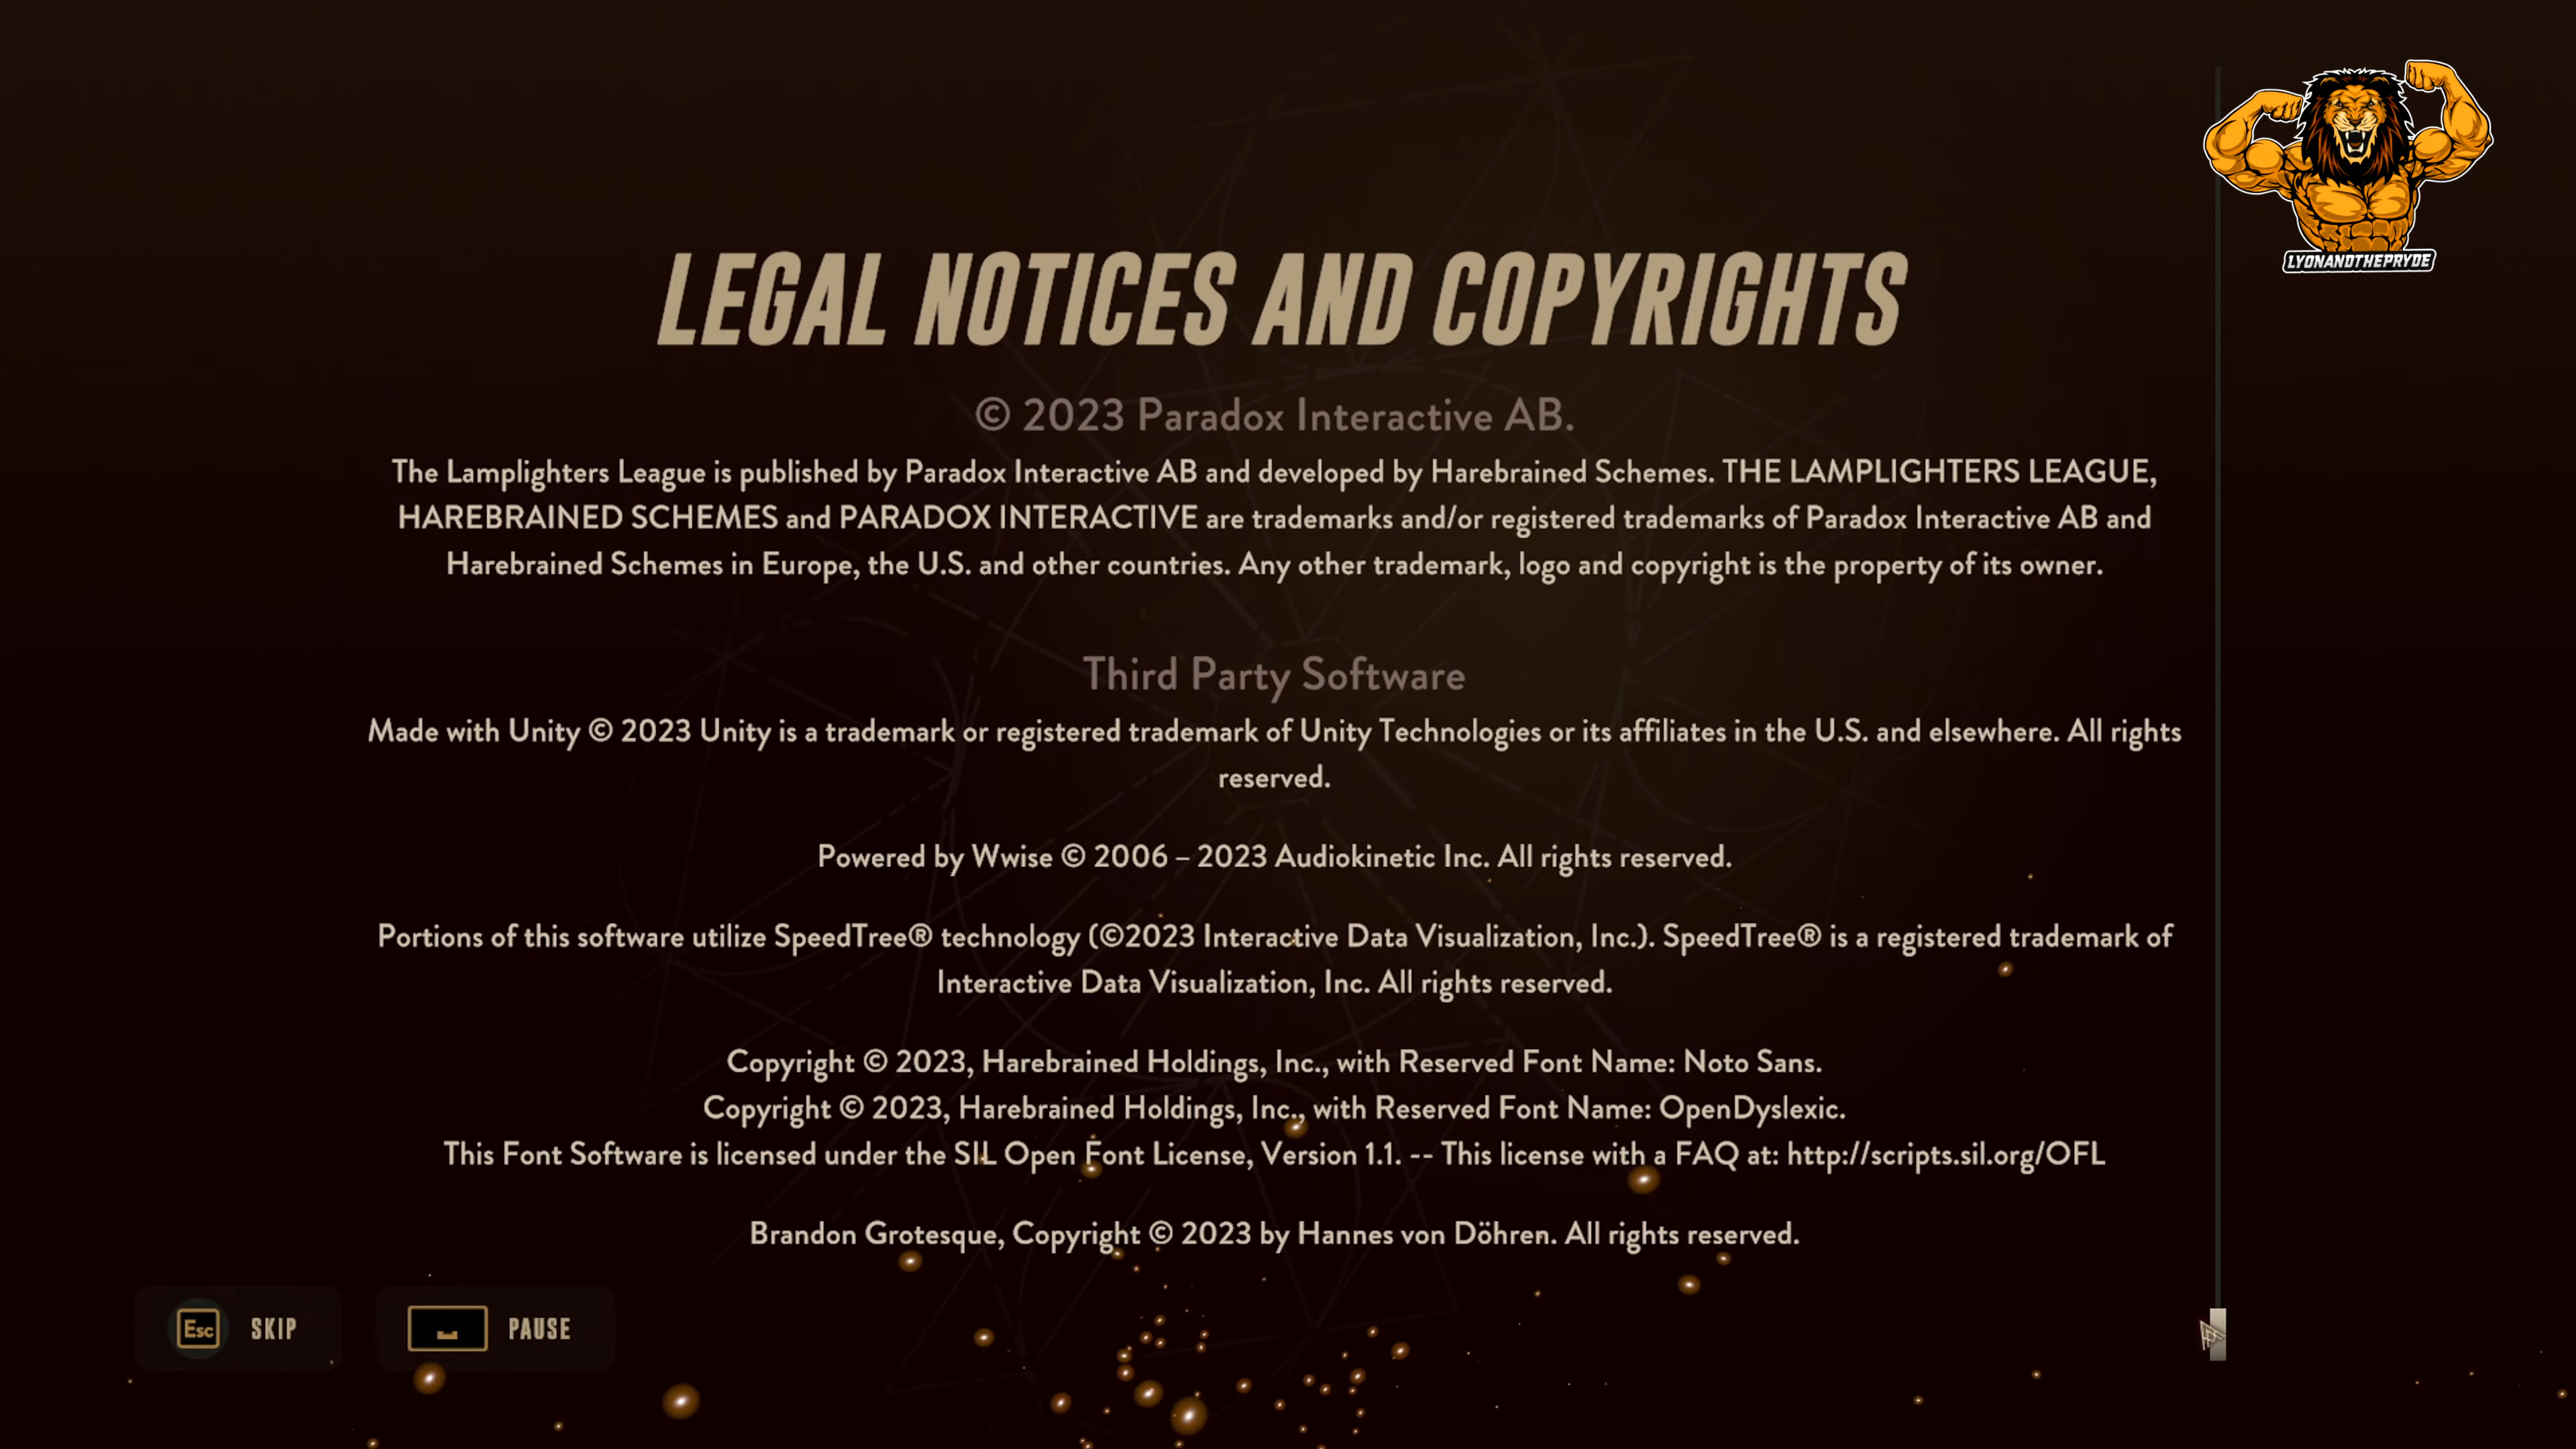 LYONANDTHEPRYDE
LEGAL NOTICES AND COPYRIGHTS
© 2023 Paradox Interactive AB.
The Lamplighters League is published by Paradox Interactive AB and developed by Harebrained Schemes. THE LAMPLIGHTERS LEAGUE,
HAREBRAINED SCHEMES and PARADOX INTERACTIVE are trademarks and/or registered trademarks of Paradox Interactive AB and
Harebrained Schemes in Europe, the U.S. and other countries. Any other trademark, logo and copyright is the property of its owner.
Third Party Software
Made with Unity © 2023 Unity is a trademark or registered trademark of Unity Technologies or its affiliates in the U.S. and elsewhere. All rights
reserved.
Powered by Wwise © 2006 – 2023 Audiokinetic Inc. All rights reserved.
Portions of this software utilize SpeedTree® technology (©2023 Interactive Data Visualization, Inc.). SpeedTree® is a registered trademark of
Interactive Data Visualization, Inc. All rights reserved.
Copyright © 2023, Harebrained Holdings, Inc., with Reserved Font Name: Noto Sans.
Copyright © 2023, Harebrained Holdings, Inc., with Reserved Font Name: OpenDyslexic.
This Font Software is licensed under the SIL Open Font License, Version 1.1. -- This license with a FAQ at: http://scripts.sil.org/OFL
Brandon Grotesque, Copyright © 2023 by Hannes von Döhren. All rights reserved.
Esc SKIP PAUSE